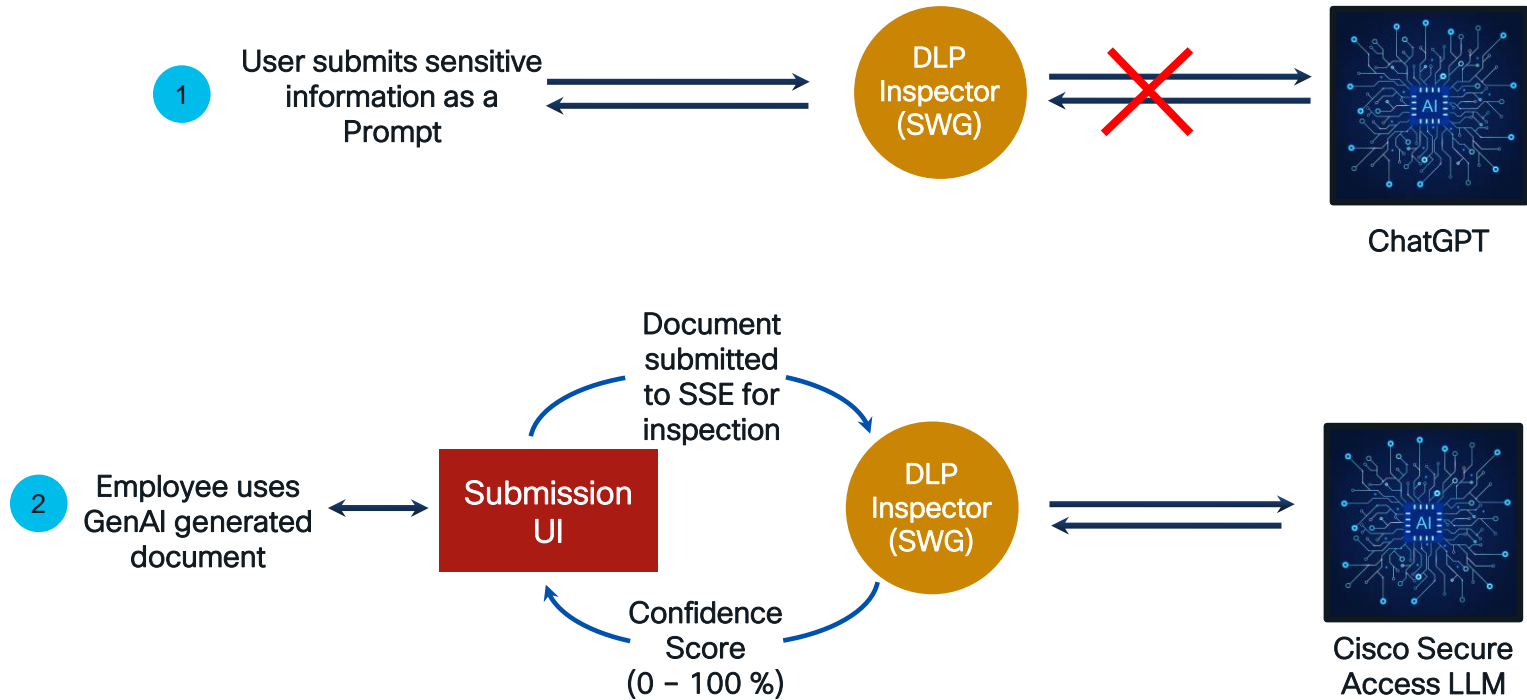 1
User submits sensitive
information as a
Prompt
DLP
Inspector
(SWG)
AI
ChatGPT
2
Employee uses
GenAI generated
document
Submission
UI
Document
submitted
to SSE for
inspection
Confidence
Score
(0 – 100 %)
DLP
Inspector
(SWG)
AI
Cisco Secure
Access LLM